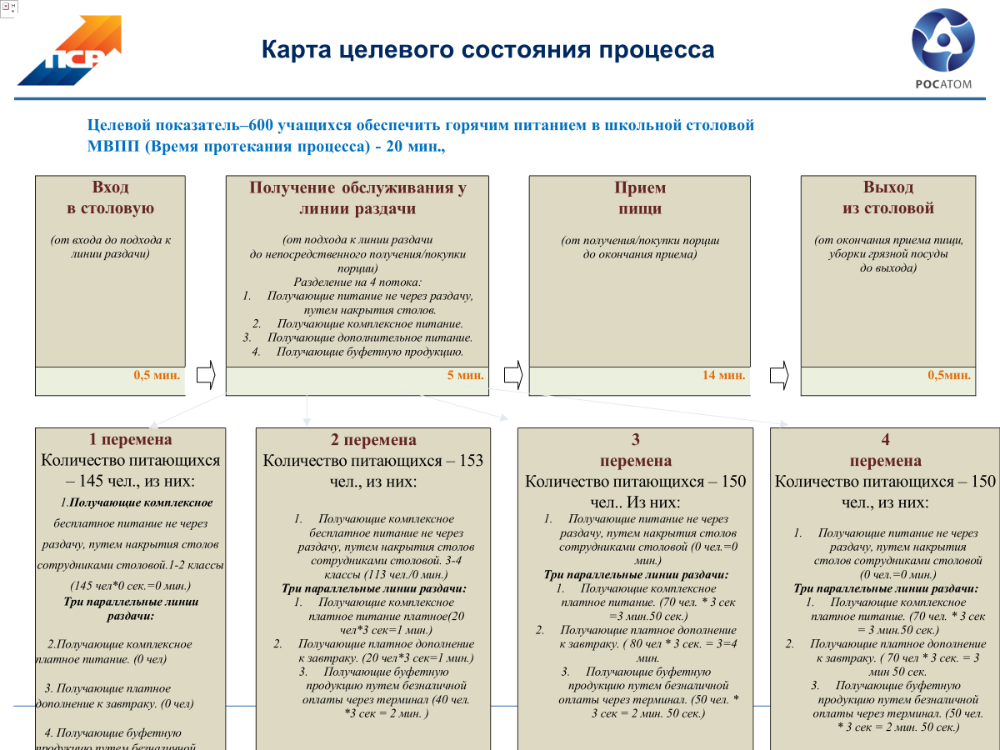 ПСР
Карта целевого состояния процесса
РОСАТОМ
Целевой показатель–600 учащихся обеспечить горячим питанием в школьной столовой
МВПП (Время протекания процесса) - 20 мин.,
Вход
в столовую
(от входа до подхода к
линии раздачи)
0,5 мин.
Получение обслуживания у
линии раздачи
(от подхода к линии раздачи
до непосредственного получения/покупки
порции)
Разделение на 4 потока:
1. Получающие питание не через раздачу,
путем накрытия столов.
2. Получающие комплексное питание.
3. Получающие дополнительное питание.
4. Получающие буфетную продукцию.
5 мин.
Прием
пищи
(от получения/покупки порции
до окончания приема)
14 мин.
Выход
из столовой
(от окончания приема пищи,
уборки грязной посуды
до выхода)
0,5мин.
1 перемена
Количество питающихся
– 145 чел., из них:
1.Получающие комплексное
бесплатное питание не через
раздачу, путем накрытия столов
сотрудниками столовой.1-2 классы
(145 чел*0 сек.=0 мин.)
Три параллельные линии
раздачи:
2.Получающие комплексное
платное питание. (0 чел)
3. Получающие платное
дополнение к завтраку. (0 чел)
4. Получающие буфетную
продукцию путем безналичной
2 перемена
Количество питающихся – 153
чел., из них:
1. Получающие комплексное
бесплатное питание не через
раздачу, путем накрытия столов
сотрудниками столовой. 3-4
классы (113 чел./0 мин.)
Три параллельные линии раздачи:
1. Получающие комплексное
платное питание платное(20
чел*3 сек=1 мин.)
2. Получающие платное дополнение
к завтраку. (20 чел*3 сек=1 мин.)
3. Получающие буфетную
продукцию путем безналичной
оплаты через терминал (40 чел.
*3 сек = 2 мин. )
3
перемена
Количество питающихся – 150
чел.. Из них:
1. Получающие питание не через
раздачу, путем накрытия столов
сотрудниками столовой (0 чел.=0
мин.)
Три параллельные линии раздачи:
1. Получающие комплексное
платное питание. (70 чел. * 3 сек
=3 мин.50 сек.)
2. Получающие платное дополнение
к завтраку. ( 80 чел * 3 сек. = 3=4
мин.
3. Получающие буфетную
продукцию путем безналичной
оплаты через терминал. (50 чел. *
3 сек = 2 мин. 50 сек.)
4
перемена
Количество питающихся – 150
чел., из них:
1. Получающие питание не через
раздачу, путем накрытия
столов сотрудниками столовой
(0 чел.=0 мин.)
Три параллельные линии раздачи:
1. Получающие комплексное
платное питание. (70 чел. * 3 сек
= 3 мин.50 сек.)
2. Получающие платное дополнение
к завтраку. ( 70 чел * 3 сек. = 3
мин 50 сек.
3. Получающие буфетную
продукцию путем безналичной
оплаты через терминал. (50 чел.
* 3 сек = 2 мин. 50 сек.)